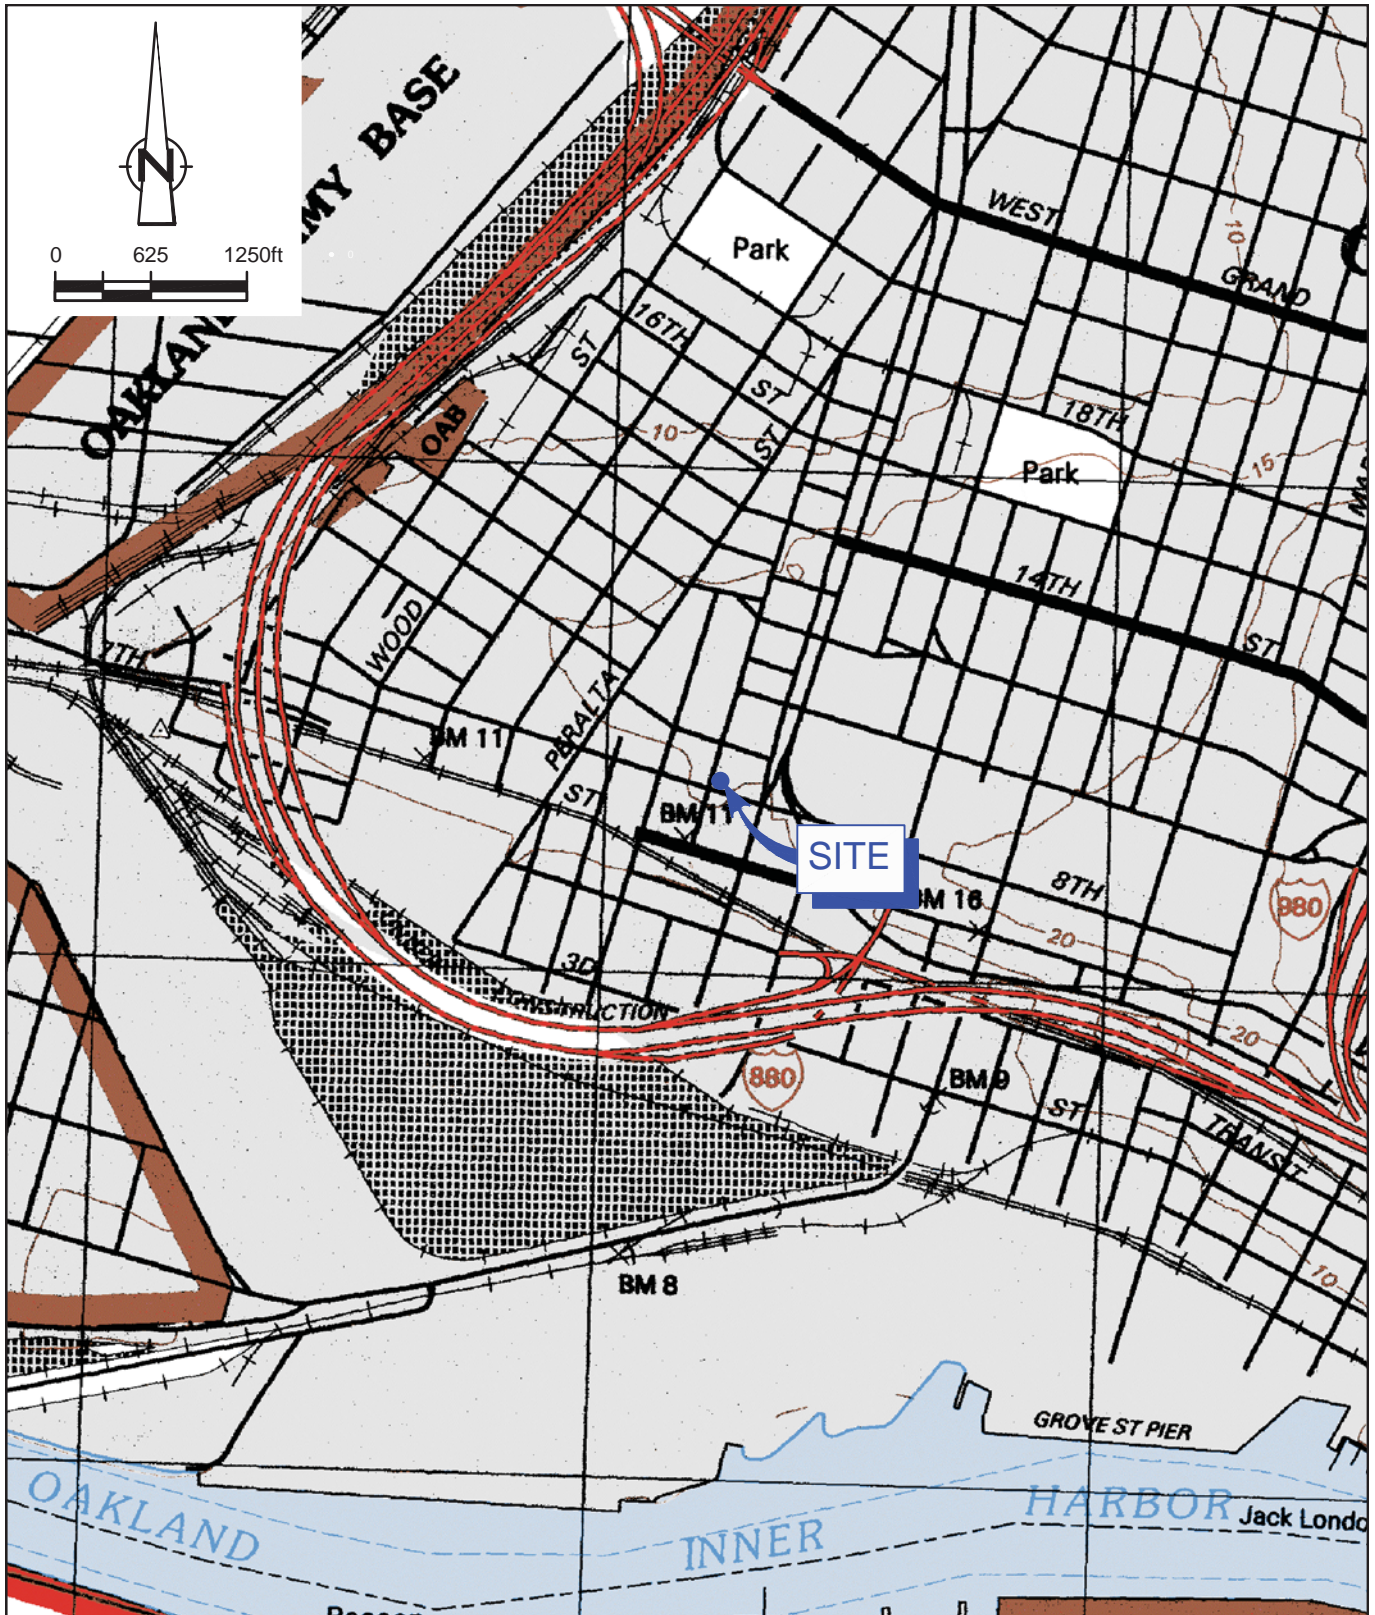 N
0 625 1250ft
OAKLAND
MY BASE
Park
WEST
GRAND
10
16TH
ST
ST
ST
18TH
Park
15
10
OAB
14TH
ST
WOOD
7TH
PERALTA
BM 11
ST
BM 11
SITE
8TH
BM 16
980
20
3D
CONSTRUCTION
20
880
BM 9
ST
TRANSIT
10
BM 8
GROVE ST PIER
OAKLAND
INNER
HARBOR
Jack Londo